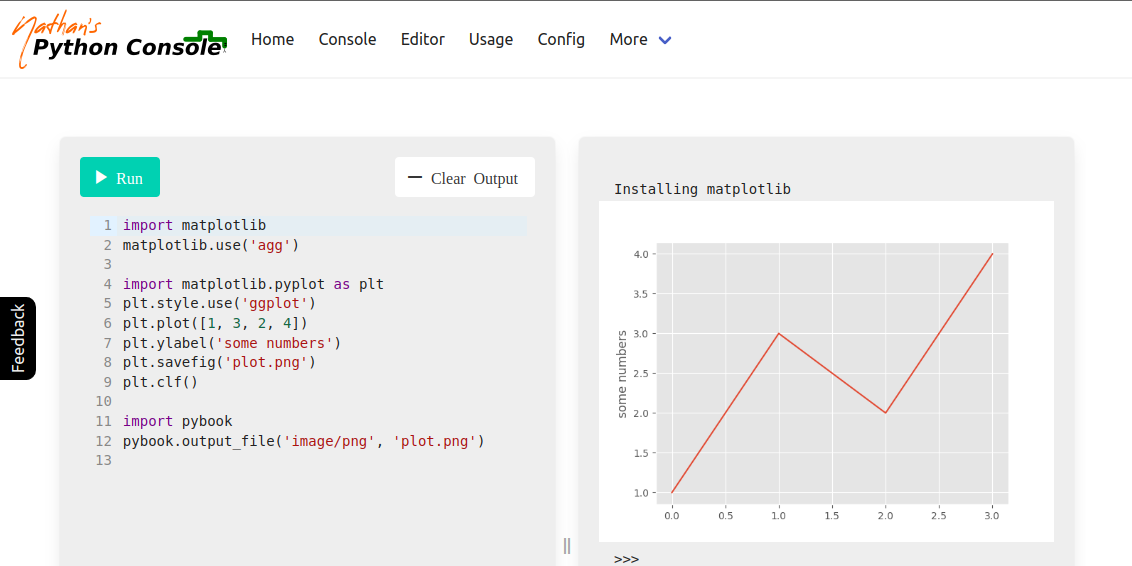 Nathan's
Python Console
Home Console Editor Usage Config More
Feedback
Run
Clear Output
1 import matplotlib
2 matplotlib.use('agg')
3
4 import matplotlib.pyplot as plt
5 plt.style.use('ggplot')
6 plt.plot([1, 3, 2, 4])
7 plt.ylabel('some numbers')
8 plt.savefig('plot.png')
9 plt.clf()
10
11 import pybook
12 pybook.output_file('image/png', 'plot.png')
13
Installing matplotlib
some numbers
4.0
3.5
3.0
2.5
2.0
1.5
1.0
0.0 0.5 1.0 1.5 2.0 2.5 3.0
>>>